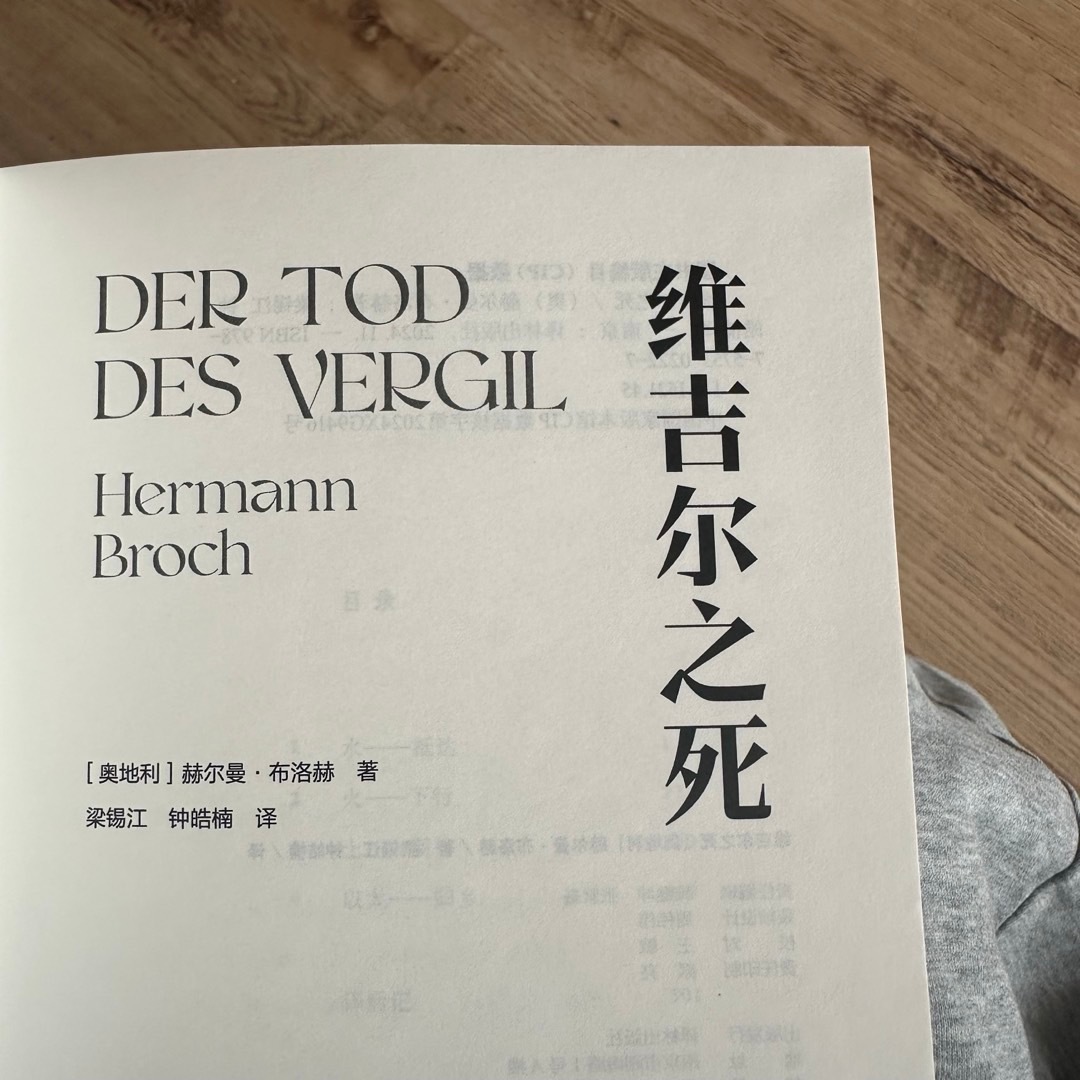 DER TOD
DES VERGIL
Hermann
Broch
维吉尔之死
[奥地利] 赫尔曼·布洛赫 著
梁锡江 钟皓楠 译